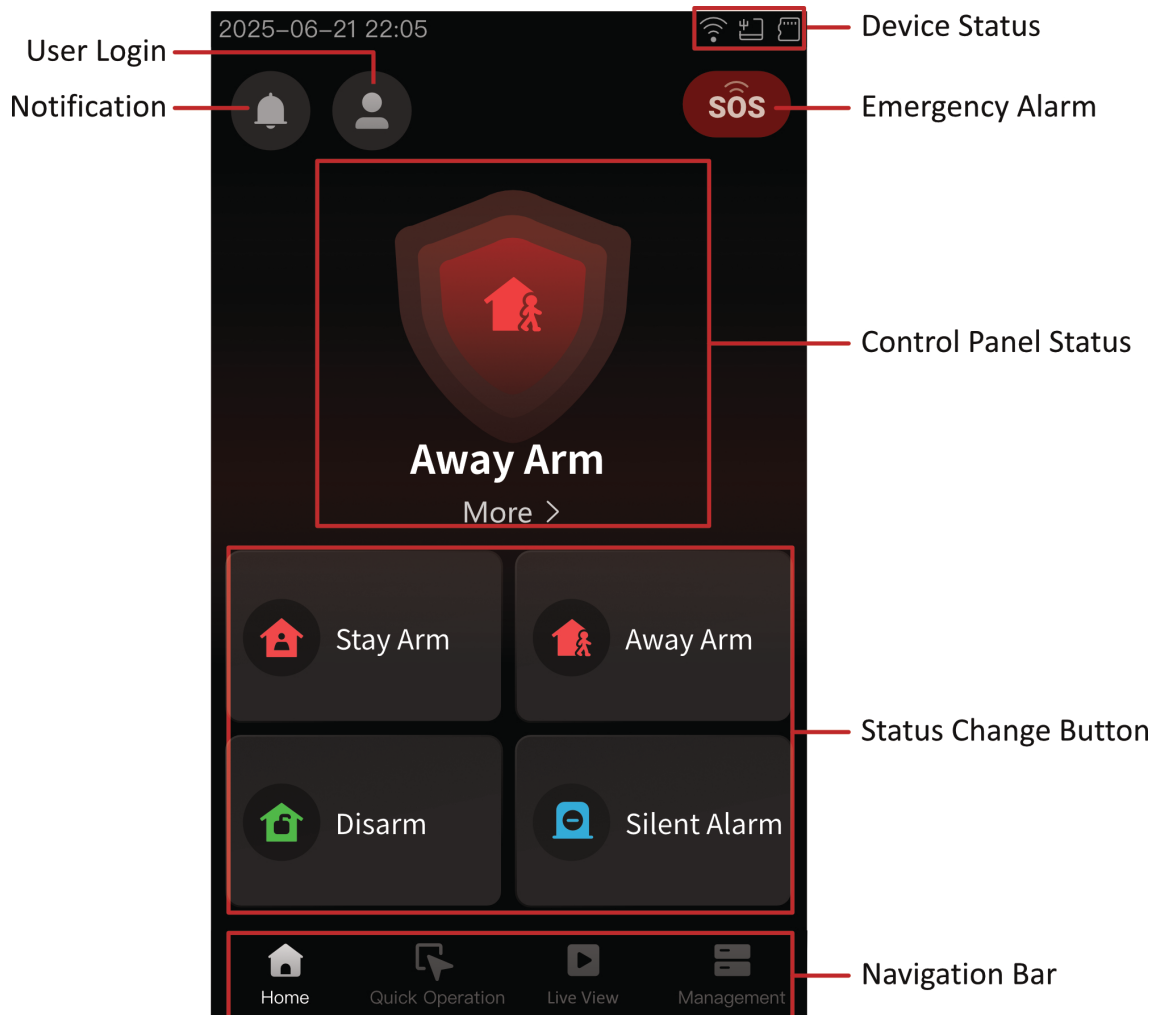 2025-06-21 22:05
Device Status
User Login
Notification
SOS
Emergency Alarm
Control Panel Status
Away Arm
More >
Stay Arm
Away Arm
Status Change Button
Disarm
Silent Alarm
Navigation Bar
Home
Quick Operation
Live View
Management